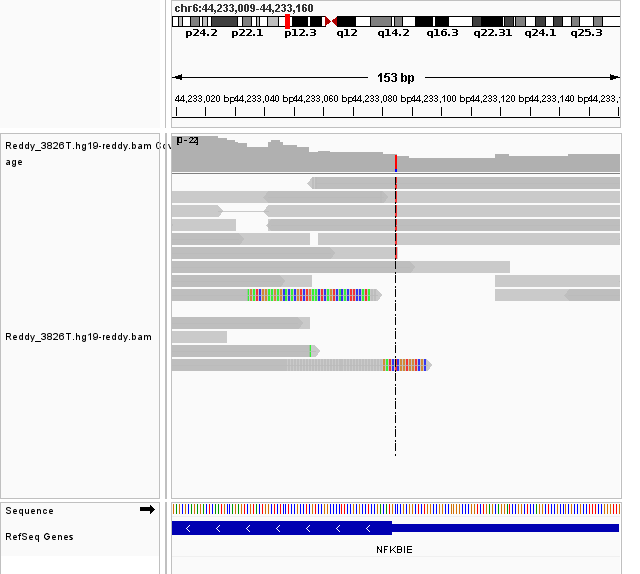 chr6:44,233,009-44,233,160
p24.2 p22.1 p12.3 q12 q14.2 q16.3 q22.31 q24.1 q25.3
153 bp
44,233,020 bp 44,233,040 bp 44,233,060 bp 44,233,080 bp 44,233,100 bp 44,233,120 bp 44,233,140 bp 44,233,1
Reddy_3826T.hg19-reddy.bam Cov
age
[0-22]
Reddy_3826T.hg19-reddy.bam
Sequence
RefSeq Genes
NFKBIE